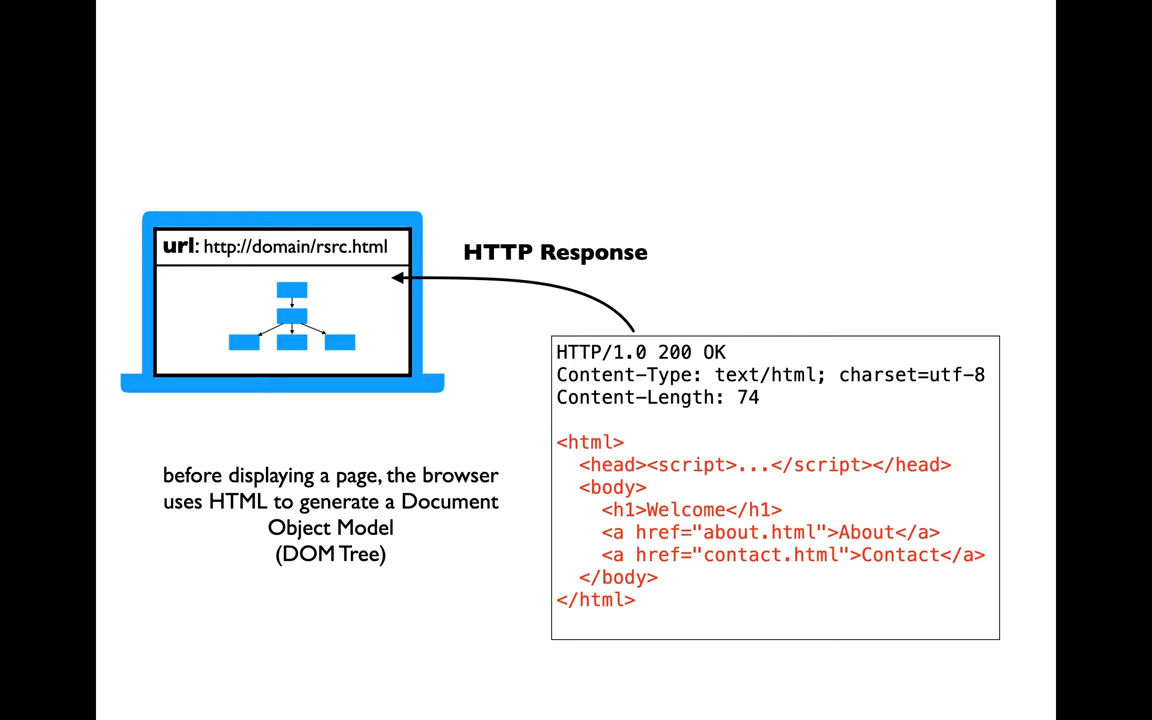 url: http://domain/rsrc.html
HTTP Response
HTTP/1.0 200 OK
Content-Type: text/html; charset=utf-8
Content-Length: 74
<html>
<head><script>...</script></head>
<body>
<h1>Welcome</h1>
<a href="about.html">About</a>
<a href="contact.html">Contact</a>
</body>
</html>
before displaying a page, the browser
uses HTML to generate a Document
Object Model
(DOM Tree)